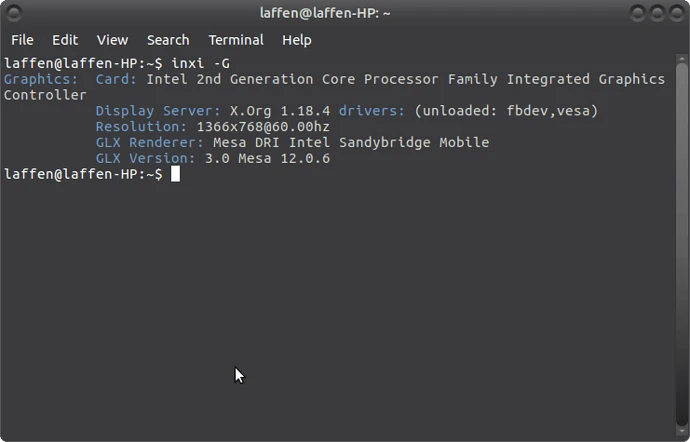 laffen@laffen-HP: ~
File Edit View Search Terminal Help
laffen@laffen-HP:~$ inxi -G
Graphics: Card: Intel 2nd Generation Core Processor Family Integrated Graphics
Controller
Display Server: X.Org 1.18.4 drivers: (unloaded: fbdev,vesa)
Resolution: 1366x768@60.00hz
GLX Renderer: Mesa DRI Intel Sandybridge Mobile
GLX Version: 3.0 Mesa 12.0.6
laffen@laffen-HP:~$